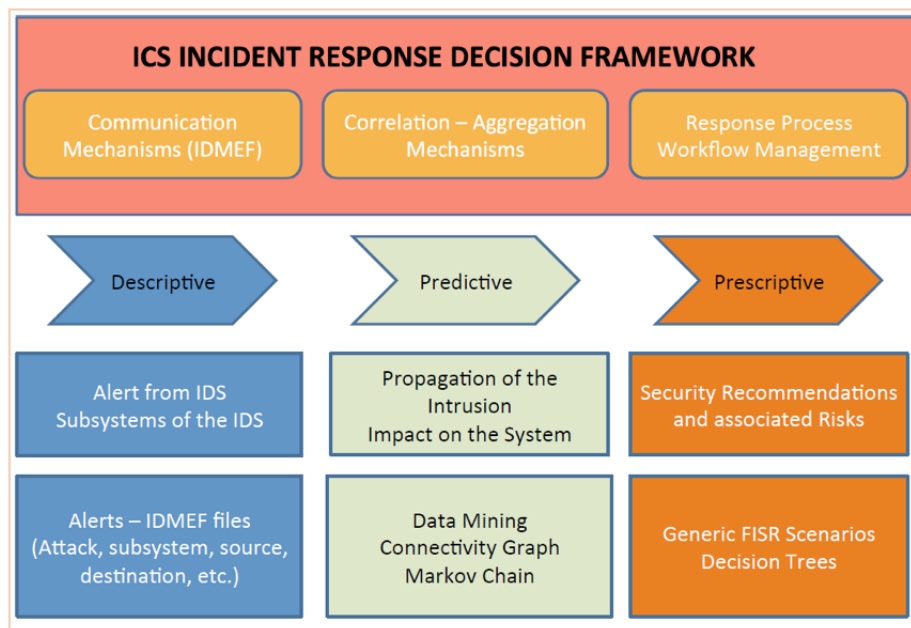 ICS INCIDENT RESPONSE DECISION FRAMEWORK
Communication
Mechanisms (IDMEF)
Correlation – Aggregation
Mechanisms
Response Process
Workflow Management
Descriptive
Predictive
Prescriptive
Alert from IDS
Subsystems of the IDS
Propagation of the
Intrusion
Impact on the System
Security Recommendations
and associated Risks
Alerts – IDMEF files
(Attack, subsystem, source,
destination, etc.)
Data Mining
Connectivity Graph
Markov Chain
Generic FISR Scenarios
Decision Trees